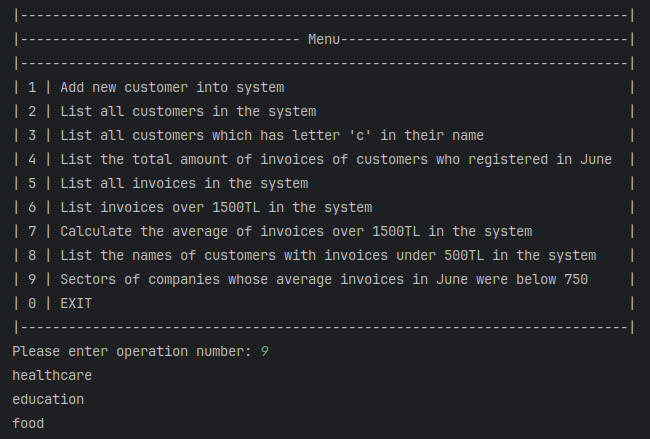 |----------------------------------------------------------------------------|
|----------------------------------- Menu------------------------------------|
|----------------------------------------------------------------------------|
| 1 | Add new customer into system                                           |
| 2 | List all customers in the system                                       |
| 3 | List all customers which has letter 'c' in their name                  |
| 4 | List the total amount of invoices of customers who registered in June  |
| 5 | List all invoices in the system                                        |
| 6 | List invoices over 1500TL in the system                                |
| 7 | Calculate the average of invoices over 1500TL in the system            |
| 8 | List the names of customers with invoices under 500TL in the system    |
| 9 | Sectors of companies whose average invoices in June were below 750     |
| 0 | EXIT                                                                   |
|----------------------------------------------------------------------------|
Please enter operation number: 9
healthcare
education
food